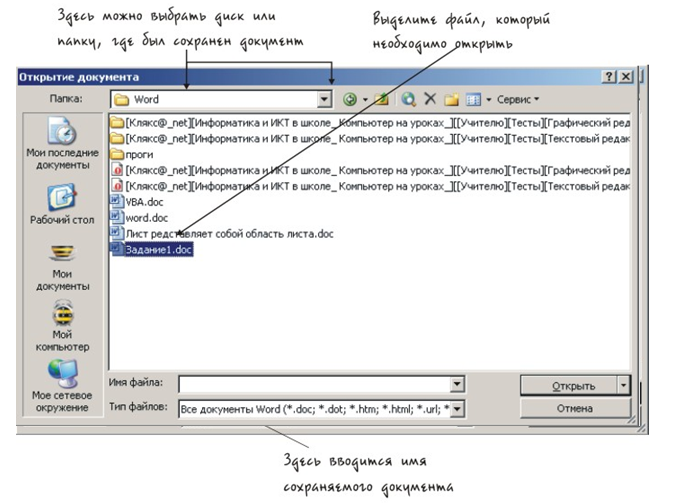 Здесь можно выбрать диск или
папку, где был сохранен документ
Выделите файл, который
необходимо открыть
Открытие документа
Папка:
Word
Сервис
Мои последние
документы
Рабочий стол
Мои
документы
Мой
компьютер
Мое сетевое
окружение
[Клякс@_net][Информатика и ИКТ в школе_ Компьютер на уроках_][[Учителю][Тесты][Графический ред
[Клякс@_net][Информатика и ИКТ в школе_ Компьютер на уроках_][[Учителю][Тесты][Текстовый редак
проги
[Клякс@_net][Информатика и ИКТ в школе_ Компьютер на уроках_][[Учителю][Тесты][Графический ред
[Клякс@_net][Информатика и ИКТ в школе_ Компьютер на уроках_][[Учителю][Тесты][Текстовый редак
VBA.doc
word.doc
Лист редставляет собой область листа.doc
Задание1.doc
Имя файла:
Тип файлов:
Все документы Word (*.doc; *.dot; *.htm; *.html; *.url; *
Открыть
Отмена
Здесь вводится имя
сохраняемого документа